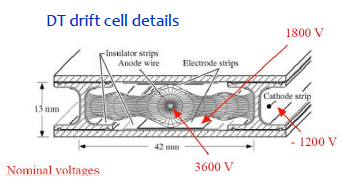 DT drift cell details
1800 V
Insulator strips
Anode wire
Electrode strips
Cathode strip
13 mm
- 1200 V
42 mm
Nominal voltages
3600 V